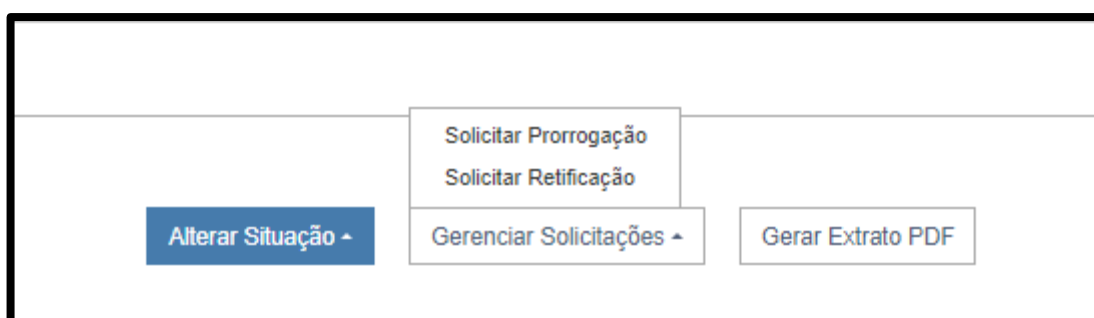 Solicitar Prorrogação
Solicitar Retificação
Alterar Situação Gerenciar Solicitações Gerar Extrato PDF